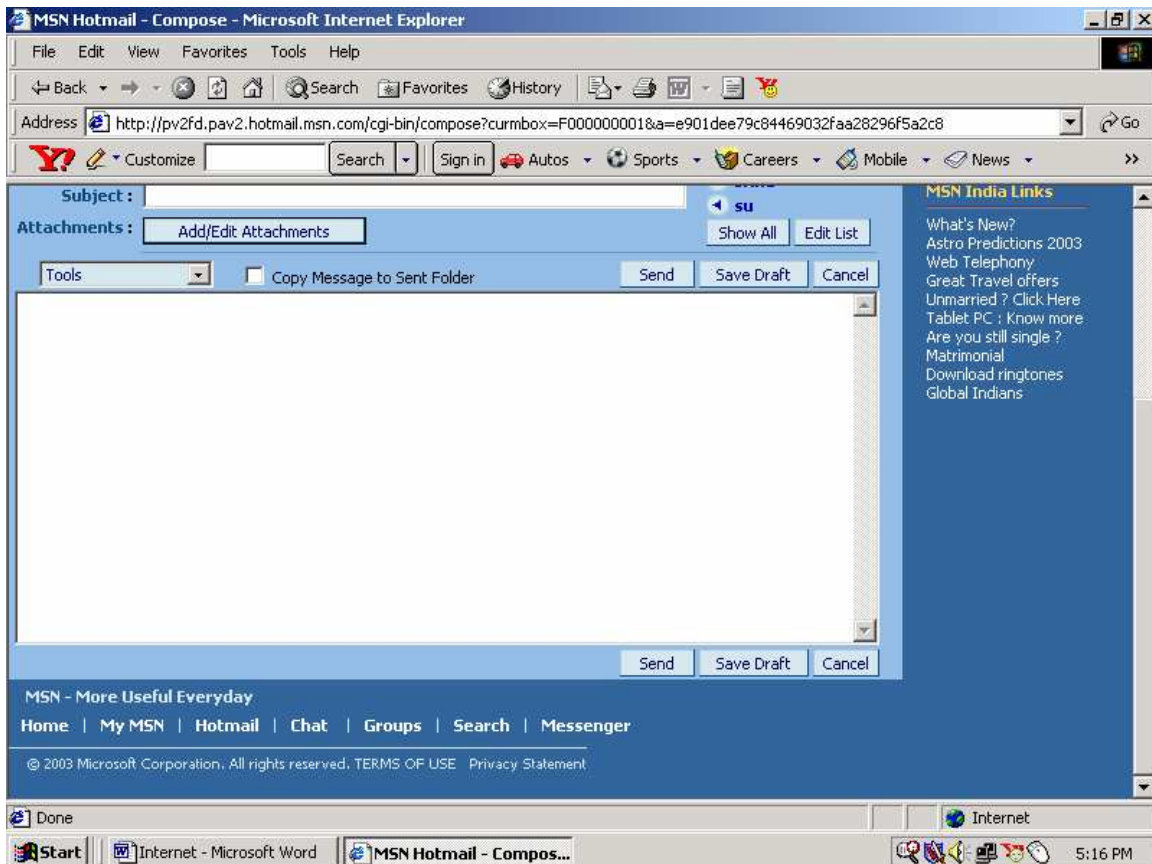 MSN Hotmail - Compose - Microsoft Internet Explorer
File Edit View Favorites Tools Help
Back Search Favorites History
Address http://pv2fd.pav2.hotmail.msn.com/cgi-bin/compose?curmbox=F000000001&a=e901dee79c84469032faa28296f5a2c8 Go
Y? Customize Search Sign in Autos Sports Careers Mobile News »
Subject :
su
Attachments : Add/Edit Attachments Show All Edit List
Tools Copy Message to Sent Folder Send Save Draft Cancel
MSN India Links
What's New?
Astro Predictions 2003
Web Telephony
Great Travel offers
Unmarried ? Click Here
Tablet PC : Know more
Are you still single ?
Matrimonial
Download ringtones
Global Indians
Send Save Draft Cancel
MSN - More Useful Everyday
Home | My MSN | Hotmail | Chat | Groups | Search | Messenger
© 2003 Microsoft Corporation. All rights reserved. TERMS OF USE Privacy Statement
Done Internet
Start Internet - Microsoft Word MSN Hotmail - Compos... 5:16 PM